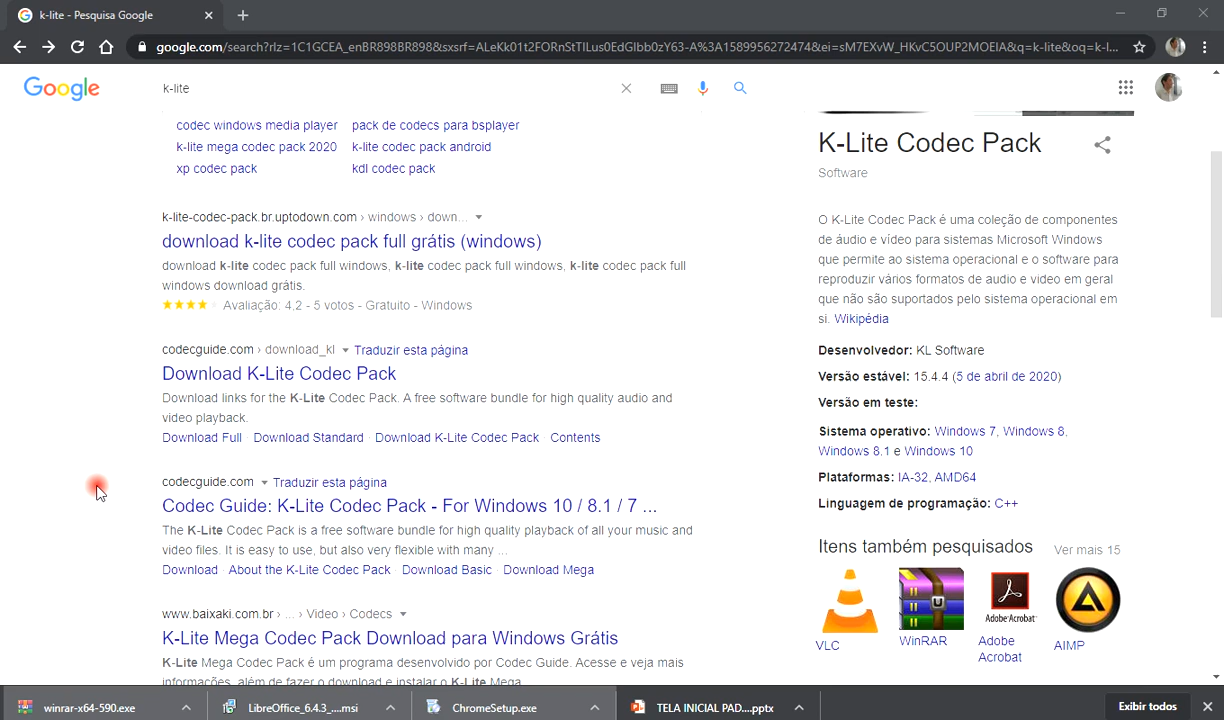 k-lite - Pesquisa Google
google.com/search?rlz=1C1GCEA_enBR898BR898&sxsrf=ALeKk01t2FORnStTILus0EdGlbb0zY63-A%3A1589956272474&ei=sM7EXvW_HKvC5OUP2MOEIA&q=k-lite&oq=k-l...
Google
k-lite
codec windows media player pack de codecs para bsplayer
k-lite mega codec pack 2020 k-lite codec pack android
xp codec pack kdl codec pack
k-lite-codec-pack.br.uptodown.com › windows › down...
download k-lite codec pack full grátis (windows)
download k-lite codec pack full windows, k-lite codec pack full windows, k-lite codec pack full
windows download grátis.
Avaliação: 4,2 - 5 votos - Gratuito - Windows
codecguide.com › download_kl Traduzir esta página
Download K-Lite Codec Pack
Download links for the K-Lite Codec Pack. A free software bundle for high quality audio and
video playback.
Download Full · Download Standard · Download K-Lite Codec Pack · Contents
codecguide.com Traduzir esta página
Codec Guide: K-Lite Codec Pack - For Windows 10 / 8.1 / 7 ...
The K-Lite Codec Pack is a free software bundle for high quality playback of all your music and
video files. It is easy to use, but also very flexible with many ...
Download · About the K-Lite Codec Pack · Download Basic · Download Mega
www.baixaki.com.br › ... › Video › Codecs
K-Lite Mega Codec Pack Download para Windows Grátis
K-Lite Mega Codec Pack é um programa desenvolvido por Codec Guide. Acesse e veja mais
informações, além de fazer o download e instalar o K-Lite Mega
K-Lite Codec Pack
Software
O K-Lite Codec Pack é uma coleção de componentes
de áudio e vídeo para sistemas Microsoft Windows
que permite ao sistema operacional e o software para
reproduzir vários formatos de audio e video em geral
que não são suportados pelo sistema operacional em
si. Wikipédia
Desenvolvedor: KL Software
Versão estável: 15.4.4 (5 de abril de 2020)
Versão em teste:
Sistema operativo: Windows 7, Windows 8,
Windows 8.1 e Windows 10
Plataformas: IA-32, AMD64
Linguagem de programação: C++
Itens também pesquisados Ver mais 15
Adobe Acrobat
VLC WinRAR Adobe Acrobat AIMP
winrar-x64-590.exe LibreOffice_6.4.3_...msi ChromeSetup.exe TELA INICIAL PAD....pptx Exibir todos